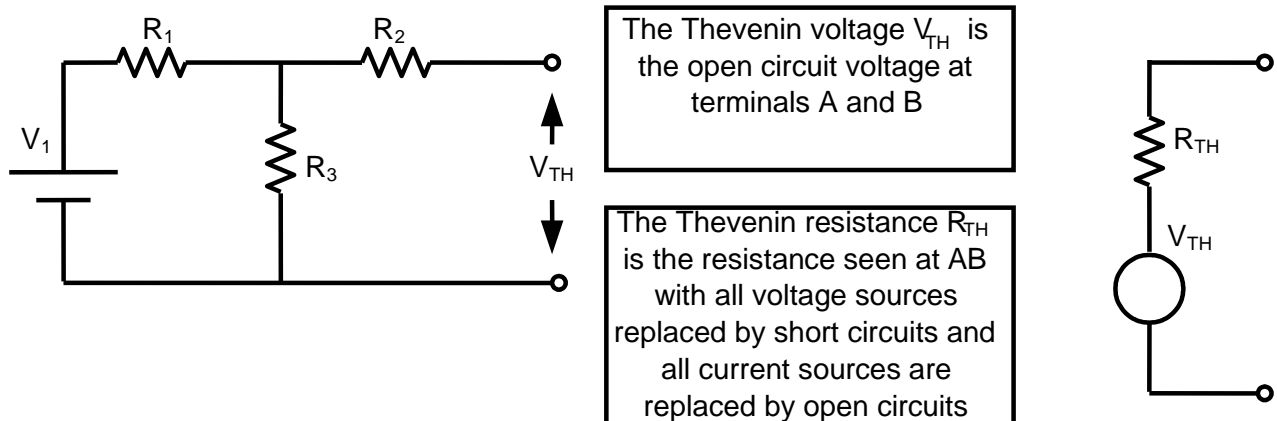 R1
R2
V1
R3
VTH
The Thevenin voltage VTH is
the open circuit voltage at
terminals A and B
The Thevenin resistance RTH
is the resistance seen at AB
with all voltage sources
replaced by short circuits and
all current sources are
replaced by open circuits
RTH
VTH